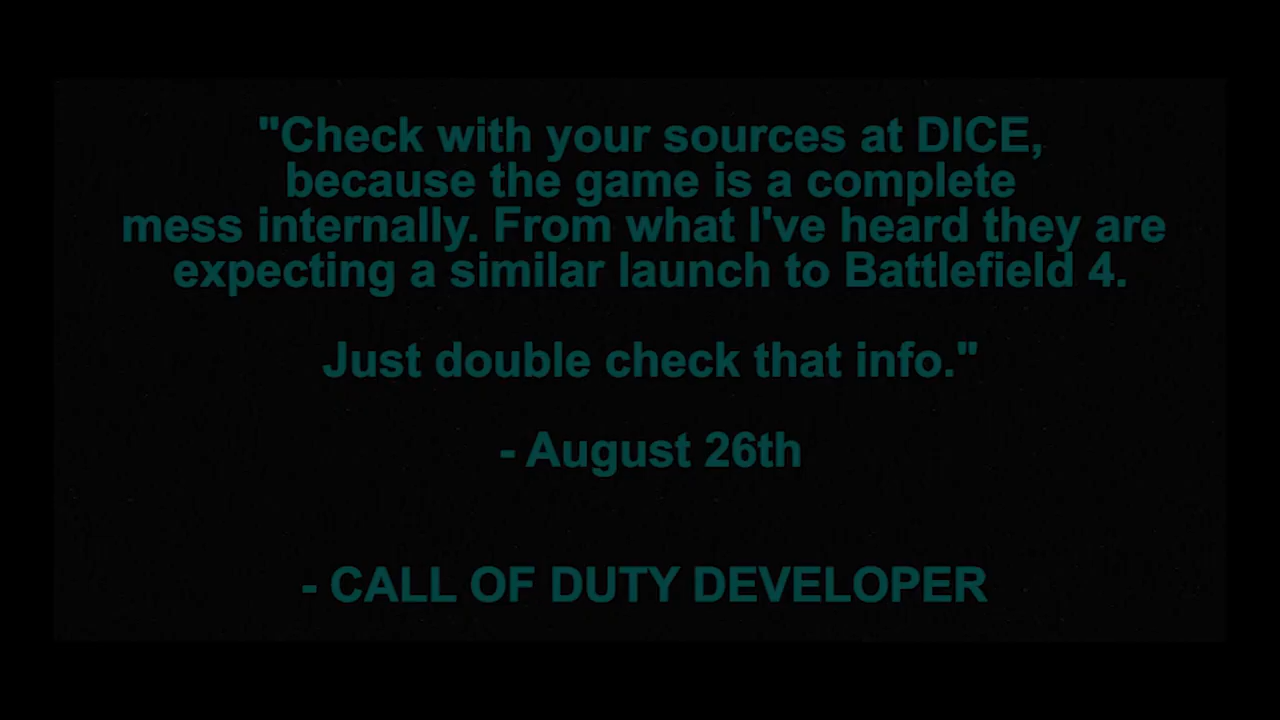 "Check with your sources at DICE,
because the game is a complete
mess internally. From what I've heard they are
expecting a similar launch to Battlefield 4.
Just double check that info."
- August 26th
- CALL OF DUTY DEVELOPER